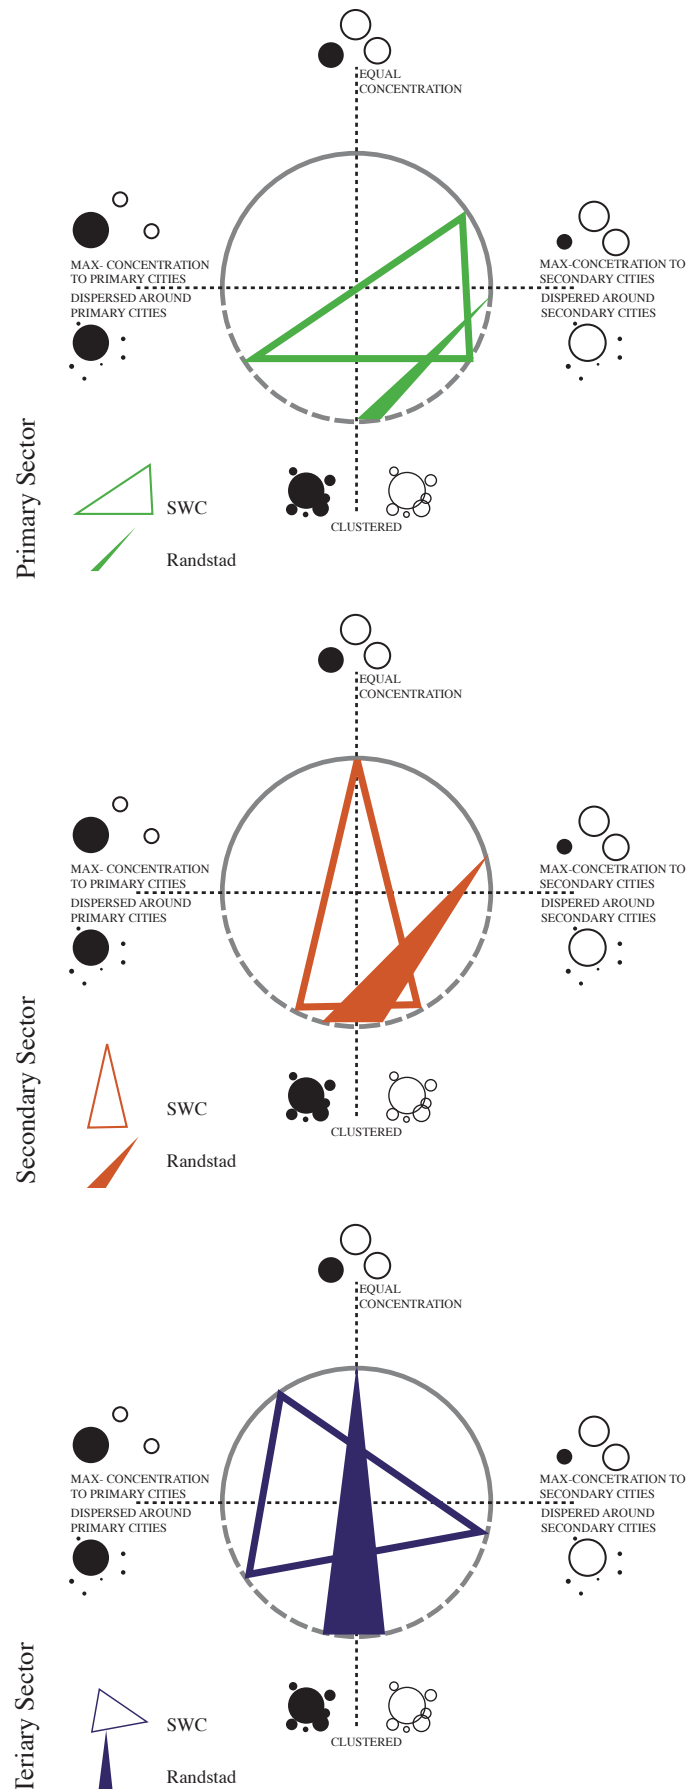 EQUAL
CONCENTRATION
MAX- CONCENTRATION
TO PRIMARY CITIES
DISPERSED AROUND
PRIMARY CITIES
MAX-CONCETRATION TO
SECONDARY CITIES
DISPERED AROUND
SECONDARY CITIES
CLUSTERED
Primary Sector
SWC
Randstad
EQUAL
CONCENTRATION
MAX- CONCENTRATION
TO PRIMARY CITIES
DISPERSED AROUND
PRIMARY CITIES
MAX-CONCETRATION TO
SECONDARY CITIES
DISPERED AROUND
SECONDARY CITIES
CLUSTERED
Secondary Sector
SWC
Randstad
EQUAL
CONCENTRATION
MAX- CONCENTRATION
TO PRIMARY CITIES
DISPERSED AROUND
PRIMARY CITIES
MAX-CONCETRATION TO
SECONDARY CITIES
DISPERED AROUND
SECONDARY CITIES
CLUSTERED
Teriary Sector
SWC
Randstad